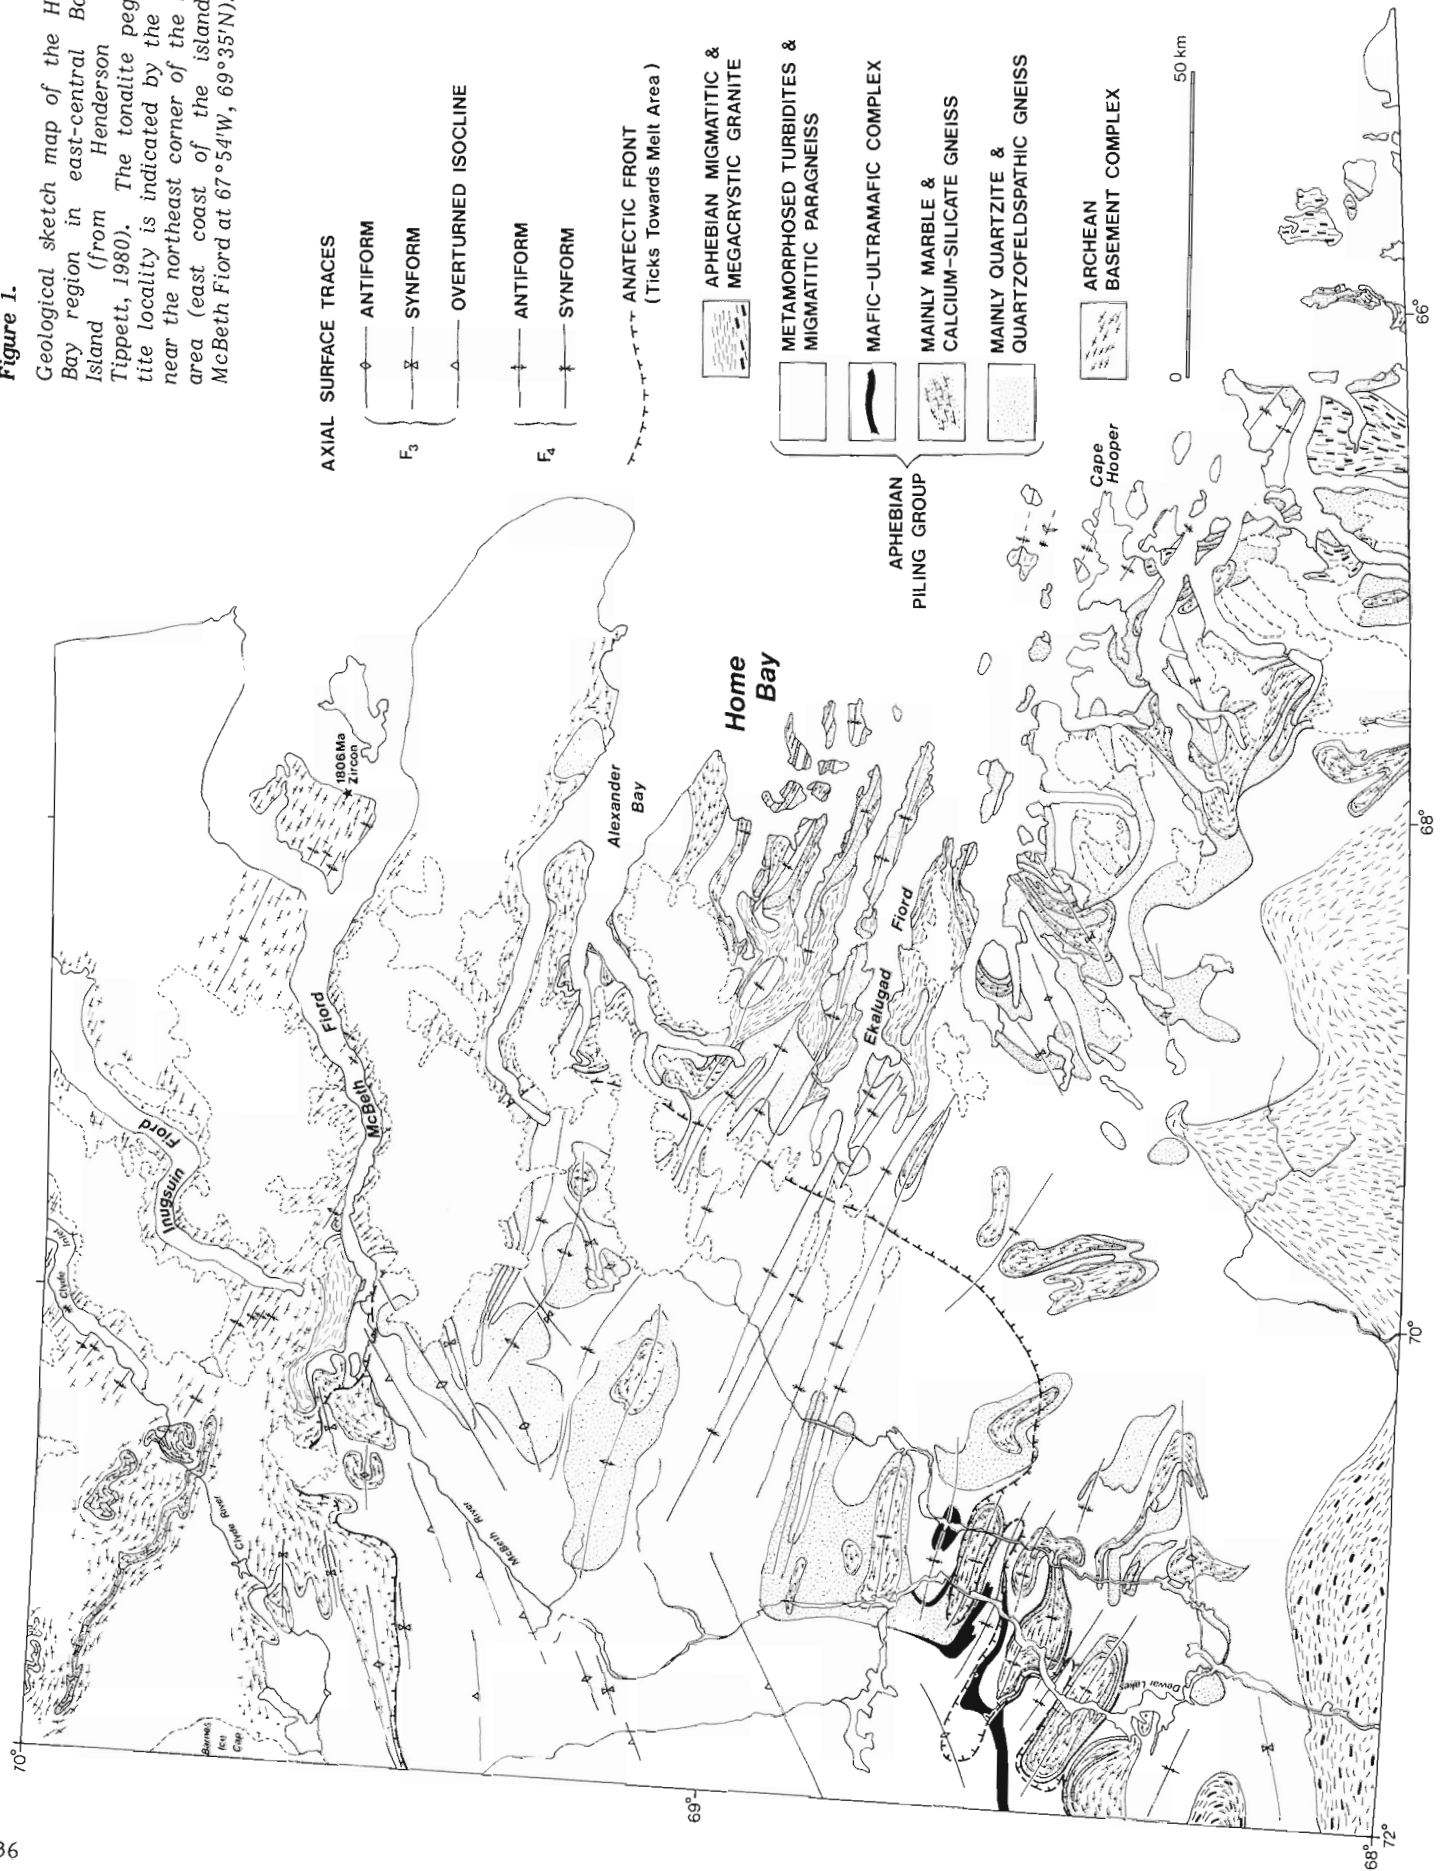 Figure 1.
Geological sketch map of the H
Bay region in east-central Ba
Island (from Henderson
Tippett, 1980). The tonalite peg
tite locality is indicated by the
near the northeast corner of the
area (east coast of the island
McBeth Fiord at 67°54'W, 69°35'N).
AXIAL SURFACE TRACES
F3
ANTIFORM
SYNFORM
OVERTURNED ISOCLINE
F4
ANTIFORM
SYNFORM
ANATECTIC FRONT
(Ticks Towards Melt Area)
APHEBIAN MIGMATITIC &
MEGACRYSTIC GRANITE
APHEBIAN
PILING GROUP
METAMORPHOSED TURBIDITES &
MIGMATITIC PARAGNEISS
MAFIC-ULTRAMAFIC COMPLEX
MAINLY MARBLE &
CALCIUM-SILICATE GNEISS
MAINLY QUARTZITE &
QUARTZOFELDSPATHIC GNEISS
ARCHEAN
BASEMENT COMPLEX
0
50 km
Home
Bay
Cape
Hooper
Alexander
Bay
1806Ma
Zircon
McBeth
Fiord
Inugsuin
Fiord
Clyde Inlet
Ekalugad
Fiord
Clyde River
McBeth River
Barnes
Ice
Cap
Dewar Lakes
70°
69°
68°
72°
70°
68°
66°
36